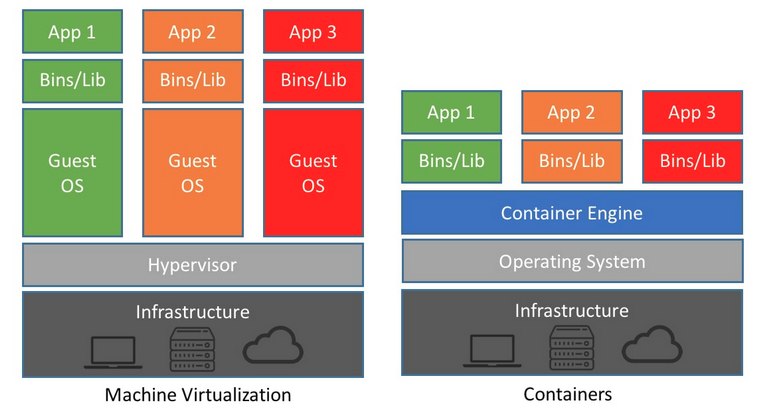 App 1
App 2
App 3
Bins/Lib
Bins/Lib
Bins/Lib
Guest
OS
Guest
OS
Guest
OS
Hypervisor
Infrastructure
Machine Virtualization
App 1
App 2
App 3
Bins/Lib
Bins/Lib
Bins/Lib
Container Engine
Operating System
Infrastructure
Containers